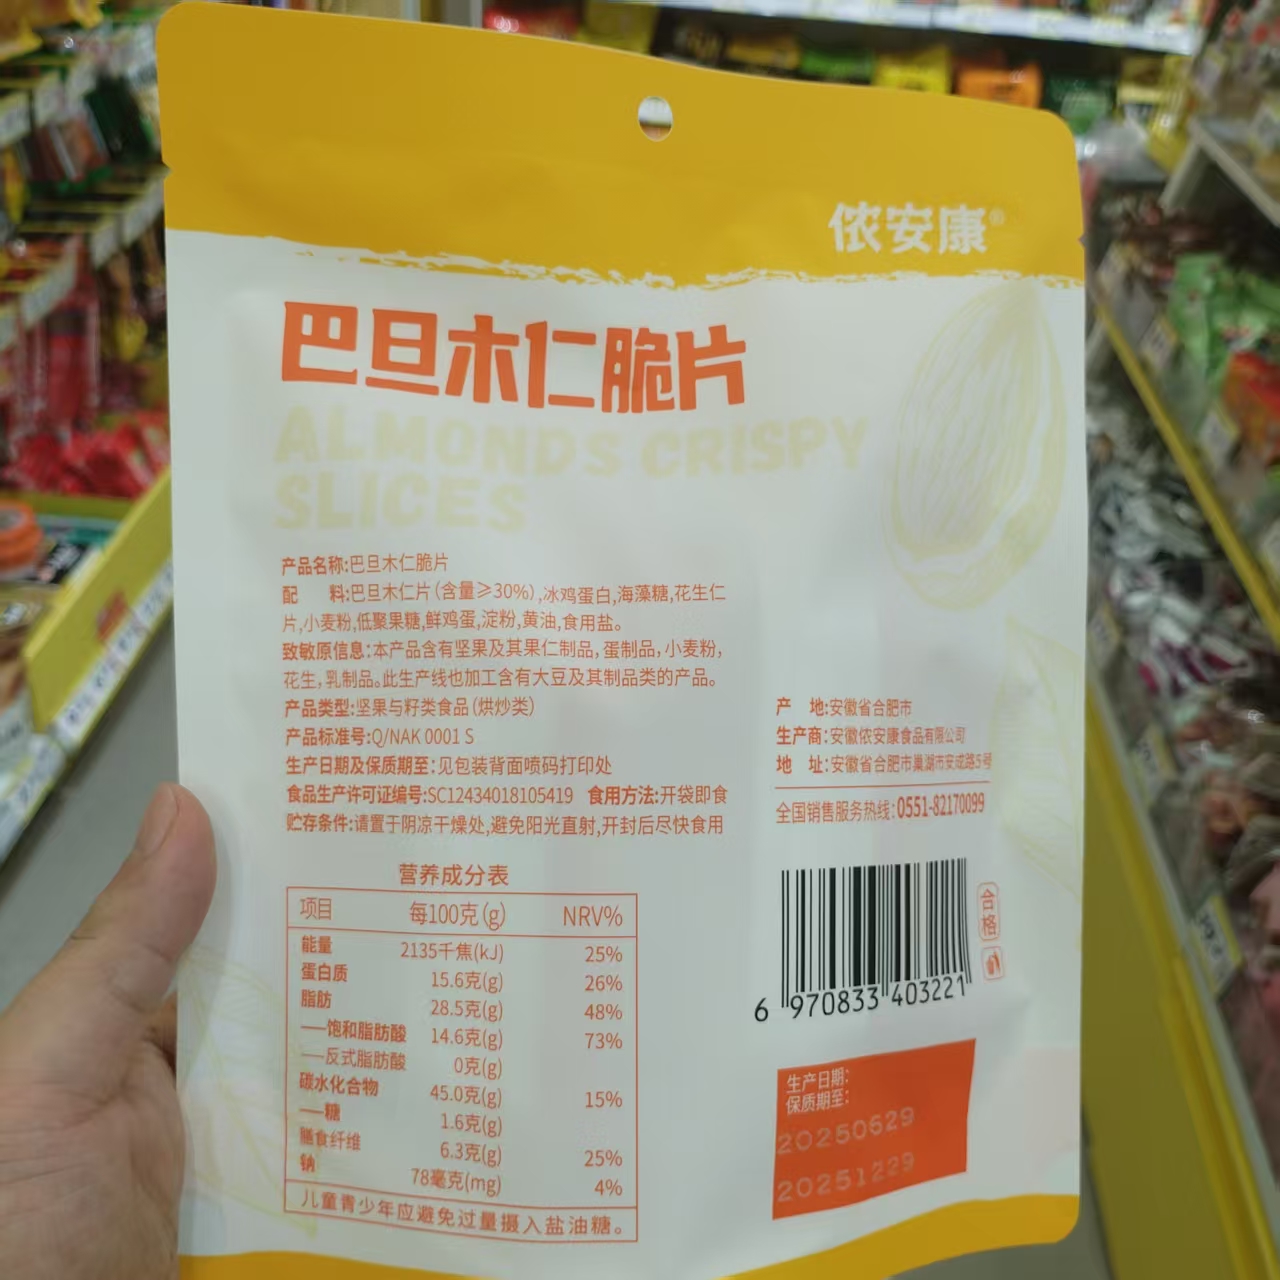 侬安康®
巴旦木仁脆片
ALMONDS CRISPY
SLICES
产品名称:巴旦木仁脆片
配 料:巴旦木仁片(含量≥30%),冰鸡蛋白,海藻糖,花生仁
片,小麦粉,低聚果糖,鲜鸡蛋,淀粉,黄油,食用盐。
致敏原信息:本产品含有坚果及其果仁制品,蛋制品,小麦粉,
花生,乳制品。此生产线也加工含有大豆及其制品类的产品。
产品类型:坚果与籽类食品(烘炒类)
产品标准号:Q/NAK 0001 S
生产日期及保质期至:见包装背面喷码打印处
食品生产许可证编号:SC12434018105419 食用方法:开袋即食
贮存条件:请置于阴凉干燥处,避免阳光直射,开封后尽快食用
产 地:安徽省合肥市
生产商:安徽侬安康食品有限公司
地 址:安徽省合肥市巢湖市安成路5号
全国销售服务热线:0551-82170099
营养成分表
项目 每100克(g) NRV%
能量 2135千焦(kJ) 25%
蛋白质 15.6克(g) 26%
脂肪 28.5克(g) 48%
——饱和脂肪酸 14.6克(g) 73%
——反式脂肪酸 0克(g)
碳水化合物 45.0克(g) 15%
——糖 1.6克(g)
膳食纤维 6.3克(g) 25%
钠 78毫克(mg) 4%
儿童青少年应避免过量摄入盐油糖。
合格
6 970833 403221
生产日期:
保质期至:
20250629
20251229